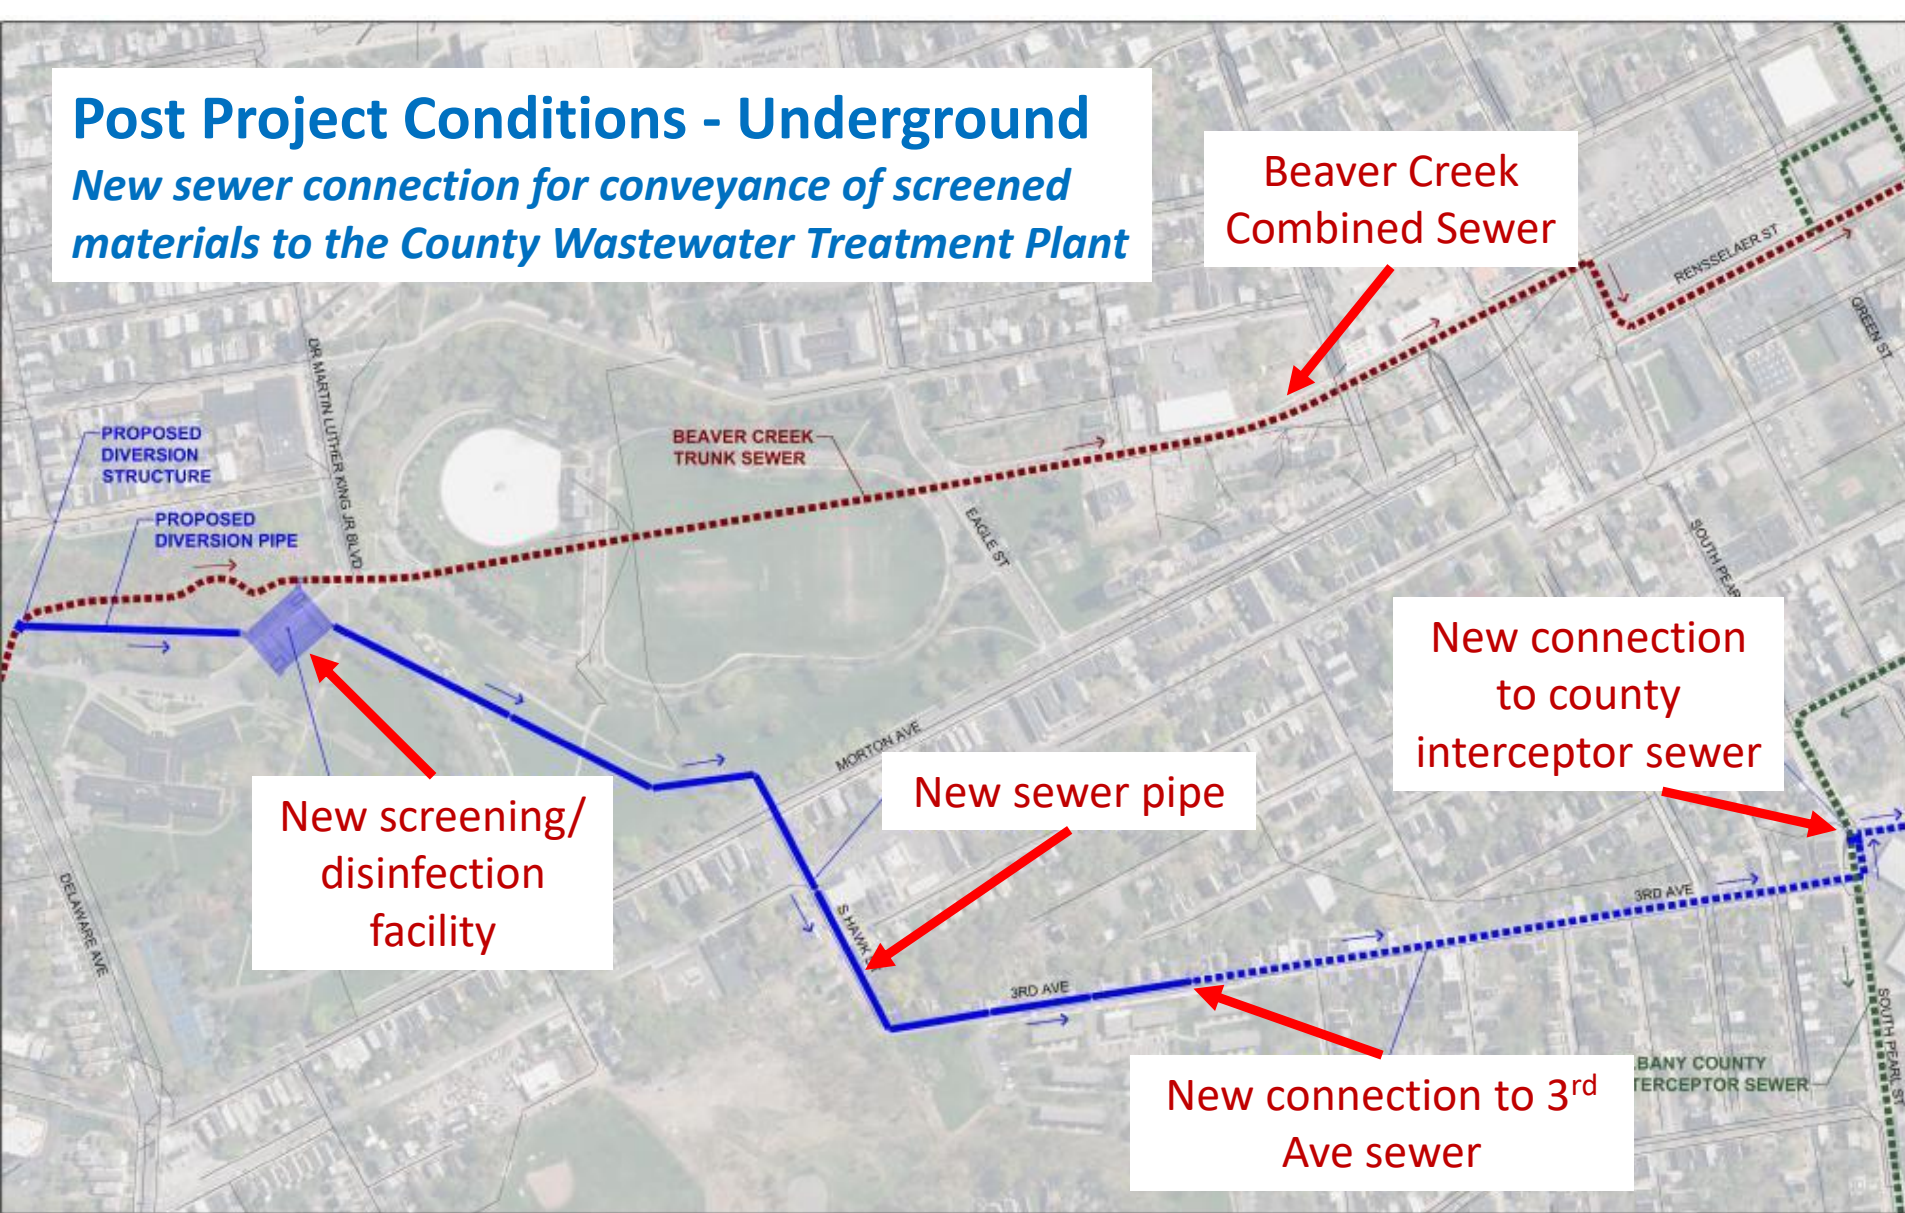 Post Project Conditions - Underground
New sewer connection for conveyance of screened
materials to the County Wastewater Treatment Plant
Beaver Creek
Combined Sewer
RENSSELAER ST
GREEN ST
DR MARTIN LUTHER KING JR BLVD
PROPOSED
DIVERSION
STRUCTURE
BEAVER CREEK
TRUNK SEWER
PROPOSED
DIVERSION PIPE
EAGLE ST
SOUTH PEAR
New connection
to county
interceptor sewer
MORTON AVE
New sewer pipe
New screening/
disinfection
facility
DELAWARE AVE
S HAWK
3RD AVE
3RD AVE
SOUTH PEARL ST
BANY COUNTY
TERCEPTOR SEWER
New connection to 3rd
Ave sewer